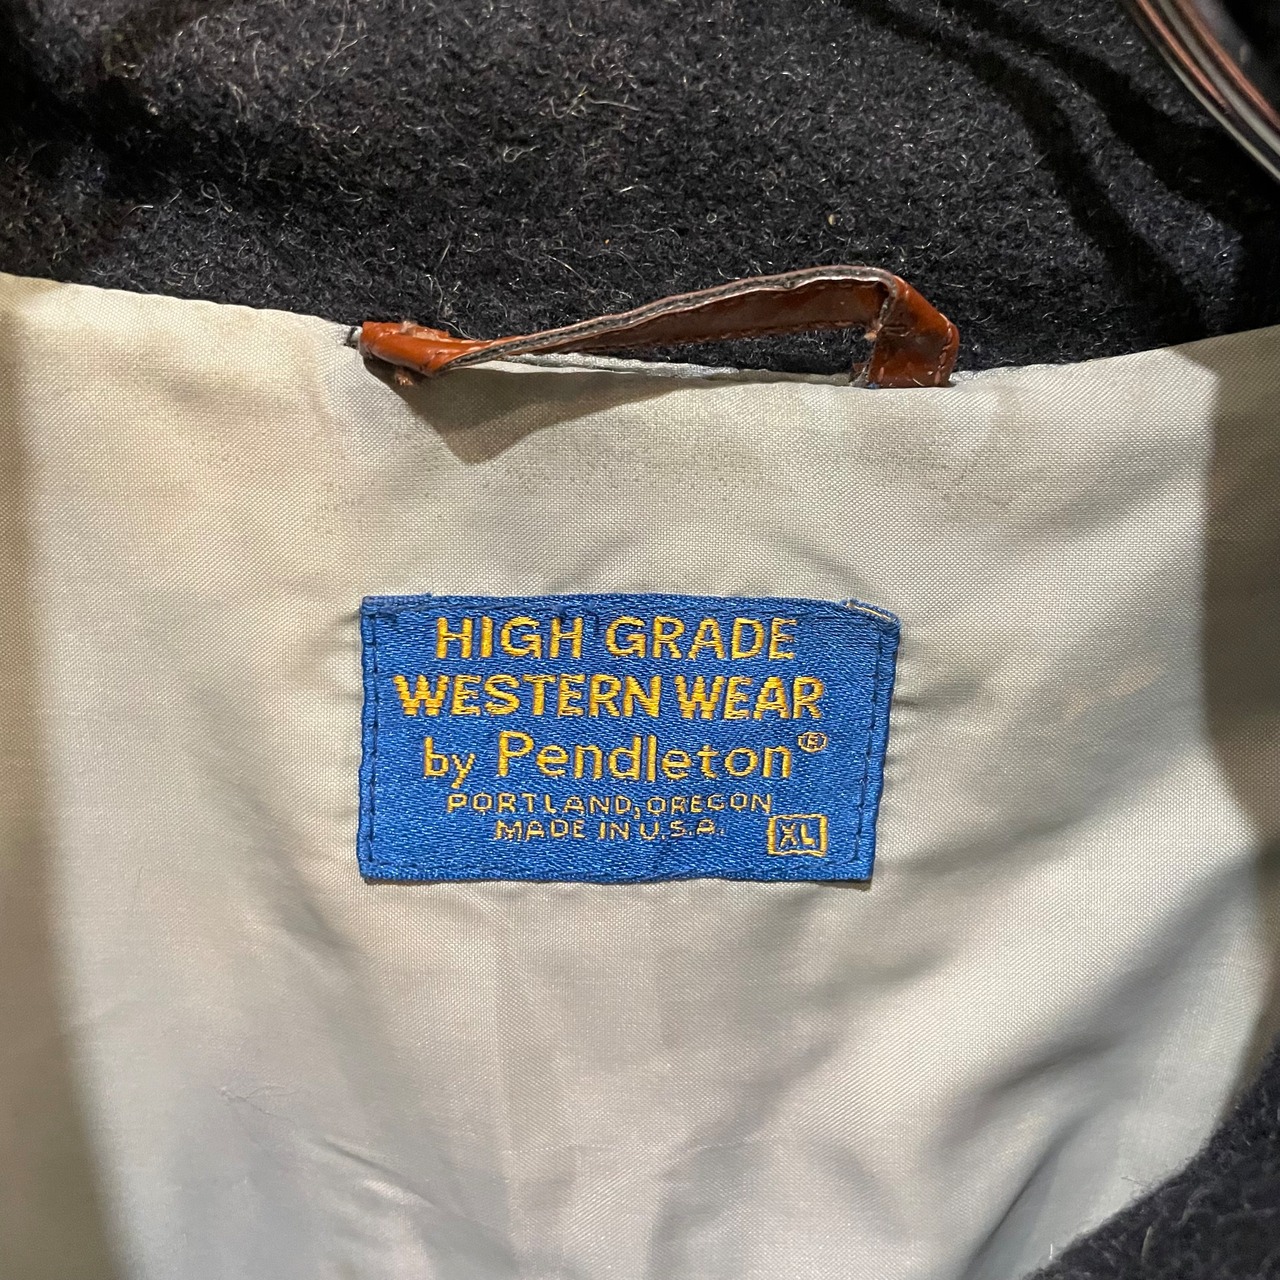 HIGH GRADE
WESTERN WEAR
by Pendleton®
PORTLAND, OREGON
MADE IN U.S.A.
XL